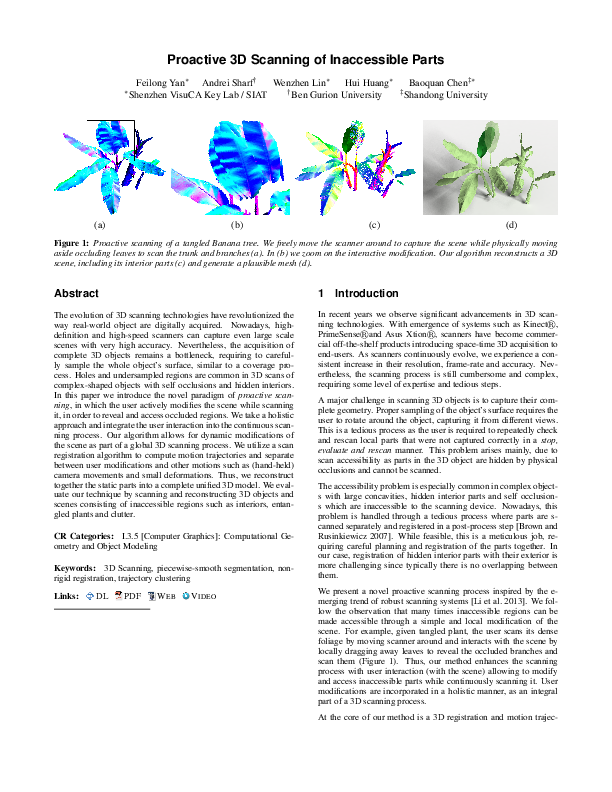 Proactive 3D Scanning of Inaccessible Parts
Feilong Yan* Andrei Sharf† Wenzhen Lin* Hui Huang* Baoquan Chen‡*
*Shenzhen VisuCA Key Lab / SIAT †Ben Gurion University ‡Shandong University
(a) (b) (c) (d)
Figure 1: Proactive scanning of a tangled Banana tree. We freely move the scanner around to capture the scene while physically moving
aside occluding leaves to scan the trunk and branches (a). In (b) we zoom on the interactive modification. Our algorithm reconstructs a 3D
scene, including its interior parts (c) and generate a plausible mesh (d).
Abstract
The evolution of 3D scanning technologies have revolutionized the
way real-world object are digitally acquired. Nowadays, high-
definition and high-speed scanners can capture even large scale
scenes with very high accuracy. Nevertheless, the acquisition of
complete 3D objects remains a bottleneck, requiring to careful-
ly sample the whole object's surface, similar to a coverage pro-
cess. Holes and undersampled regions are common in 3D scans of
complex-shaped objects with self occlusions and hidden interiors.
In this paper we introduce the novel paradigm of proactive scan-
ning, in which the user actively modifies the scene while scanning
it, in order to reveal and access occluded regions. We take a holistic
approach and integrate the user interaction into the continuous scan-
ning process. Our algorithm allows for dynamic modifications of
the scene as part of a global 3D scanning process. We utilize a scan
registration algorithm to compute motion trajectories and separate
between user modifications and other motions such as (hand-held)
camera movements and small deformations. Thus, we reconstruct
together the static parts into a complete unified 3D model. We eval-
uate our technique by scanning and reconstructing 3D objects and
scenes consisting of inaccessible regions such as interiors, entan-
gled plants and clutter.
CR Categories: I.3.5 [Computer Graphics]: Computational Ge-
ometry and Object Modeling
Keywords: 3D Scanning, piecewise-smooth segmentation, non-
rigid registration, trajectory clustering
Links: DL PDF WEB VIDEO
1 Introduction
In recent years we observe significant advancements in 3D scan-
ning technologies. With emergence of systems such as Kinect®,
PrimeSense®and Asus Xtion®, scanners have become commer-
cial off-the-shelf products introducing space-time 3D acquisition to
end-users. As scanners continuously evolve, we experience a con-
sistent increase in their resolution, frame-rate and accuracy. Nev-
ertheless, the scanning process is still cumbersome and complex,
requiring some level of expertise and tedious steps.
A major challenge in scanning 3D objects is to capture their com-
plete geometry. Proper sampling of the object's surface requires the
user to rotate around the object, capturing it from different views.
This is a tedious process as the user is required to repeatedly check
and rescan local parts that were not captured correctly in a stop,
evaluate and rescan manner. This problem arises mainly, due to
scan accessibility as parts in the 3D object are hidden by physical
occlusions and cannot be scanned.
The accessibility problem is especially common in complex object-
s with large concavities, hidden interior parts and self occlusion-
s which are inaccessible to the scanning device. Nowadays, this
problem is handled through a tedious process where parts are s-
canned separately and registered in a post-process step [Brown and
Rusinkiewicz 2007]. While feasible, this is a meticulous job, re-
quiring careful planning and registration of the parts together. In
our case, registration of hidden interior parts with their exterior is
more challenging since typically there is no overlapping between
them.
We present a novel proactive scanning process inspired by the e-
merging trend of robust scanning systems [Li et al. 2013]. We fol-
low the observation that many times inaccessible regions can be
made accessible through a simple and local modification of the
scene. For example, given tangled plant, the user scans its dense
foliage by moving scanner around and interacts with the scene by
locally dragging away leaves to reveal the occluded branches and
scan them (Figure 1). Thus, our method enhances the scanning
process with user interaction (with the scene) allowing to modify
and access inaccessible parts while continuously scanning it. User
modifications are incorporated in a holistic manner, as an integral
part of a 3D scanning process.
At the core of our method is a 3D registration and motion trajec-